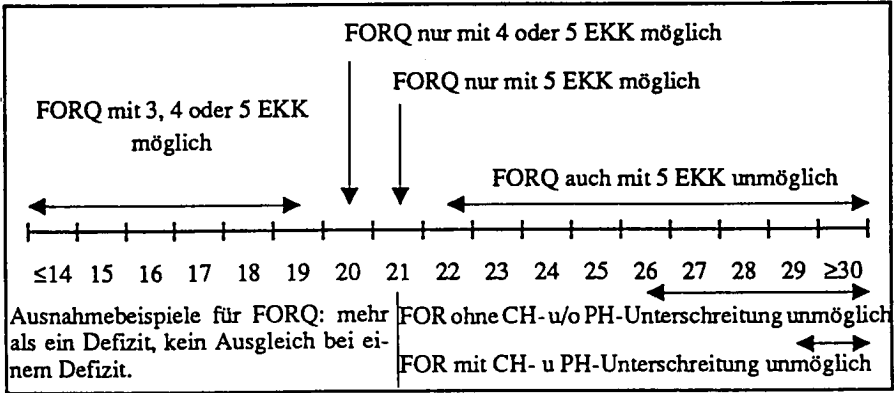 FORQ nur mit 4 oder 5 EKK möglich
FORQ nur mit 5 EKK möglich
FORQ mit 3, 4 oder 5 EKK
möglich
FORQ auch mit 5 EKK unmöglich
≤14 15 16 17 18 19 20 21 22 23 24 25 26 27 28 29 ≥30
Ausnahmebeispiele für FORQ: mehr
als ein Defizit, kein Ausgleich bei ei-
nem Defizit.
FOR ohne CH- u/o PH-Unterschreitung unmöglich
FOR mit CH- u PH-Unterschreitung unmöglich